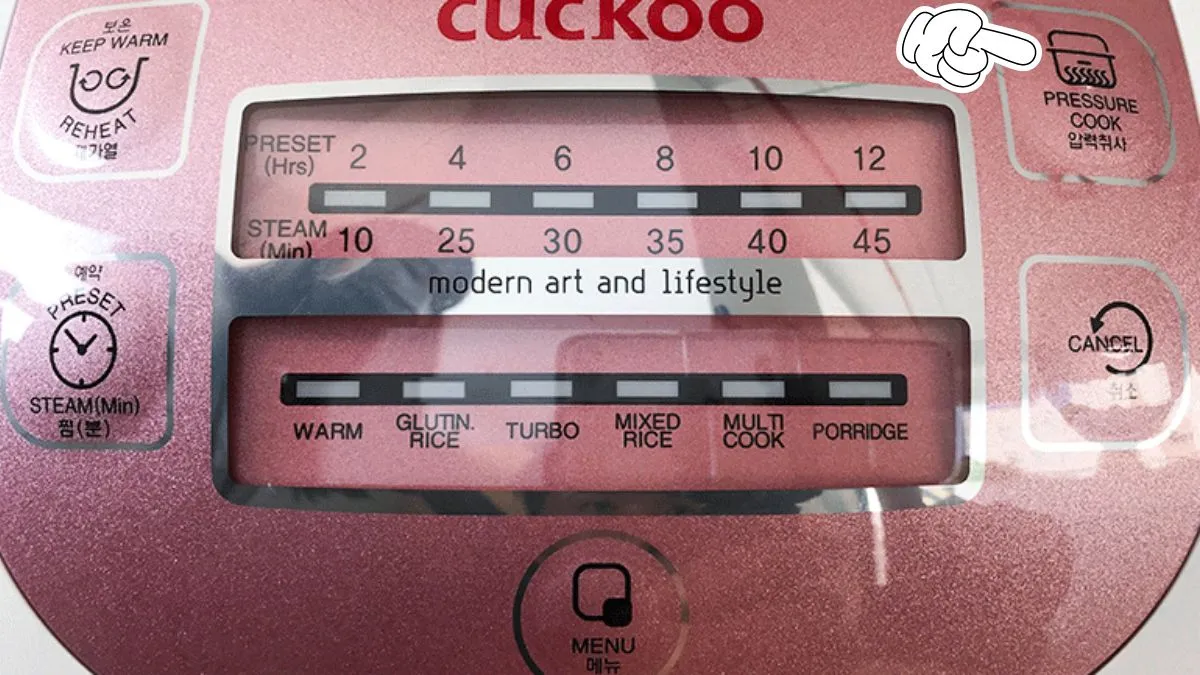 cuckoo
보온
KEEP WARM
REHEAT
재가열
PRESSURE
COOK
압력취사
PRESET
(Hrs)
2 4 6 8 10 12
STEAM
(Min)
10 25 30 35 40 45
modern art and lifestyle
예약
PRESET
STEAM(Min)
찜(분)
CANCEL
취소
WARM
GLUTIN.
RICE
TURBO
MIXED
RICE
MULTI
COOK
PORRIDGE
MENU
메뉴